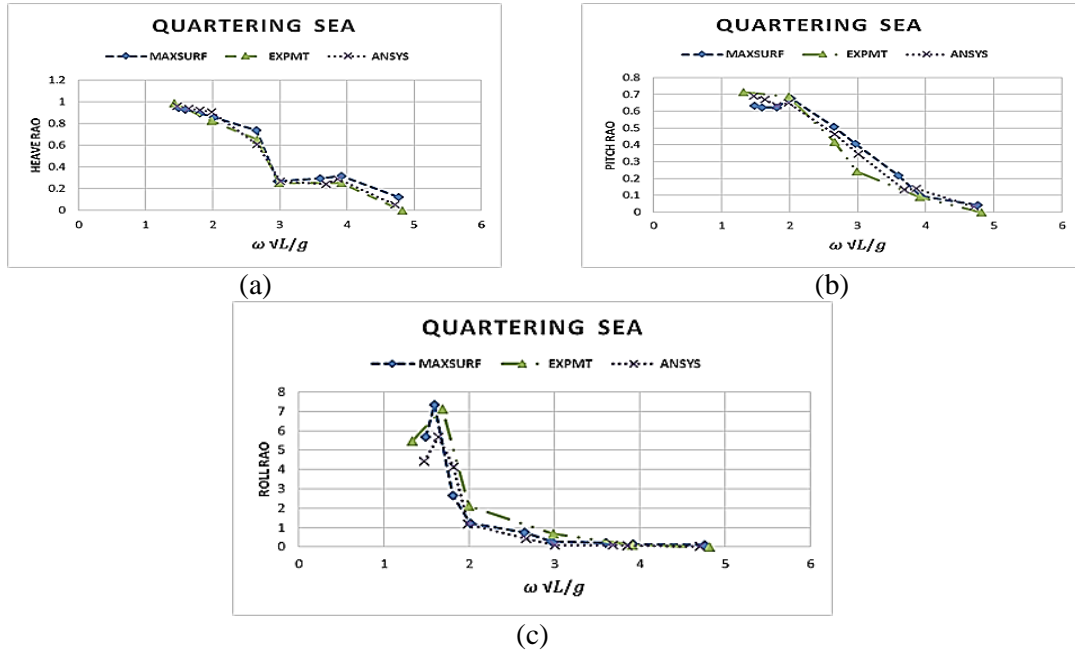 QUARTERING SEA
MAXSURF EXPMT ANSYS
HEAVE RAO
1.2
1
0.8
0.6
0.4
0.2
0
0 1 2 3 4 5 6
ω √L/g
(a)
QUARTERING SEA
MAXSURF EXPMT ANSYS
PITCH RAO
0.8
0.7
0.6
0.5
0.4
0.3
0.2
0.1
0
0 1 2 3 4 5 6
ω √L/g
(b)
QUARTERING SEA
MAXSURF EXPMT ANSYS
ROLL RAO
8
7
6
5
4
3
2
1
0
0 1 2 3 4 5 6
ω √L/g
(c)